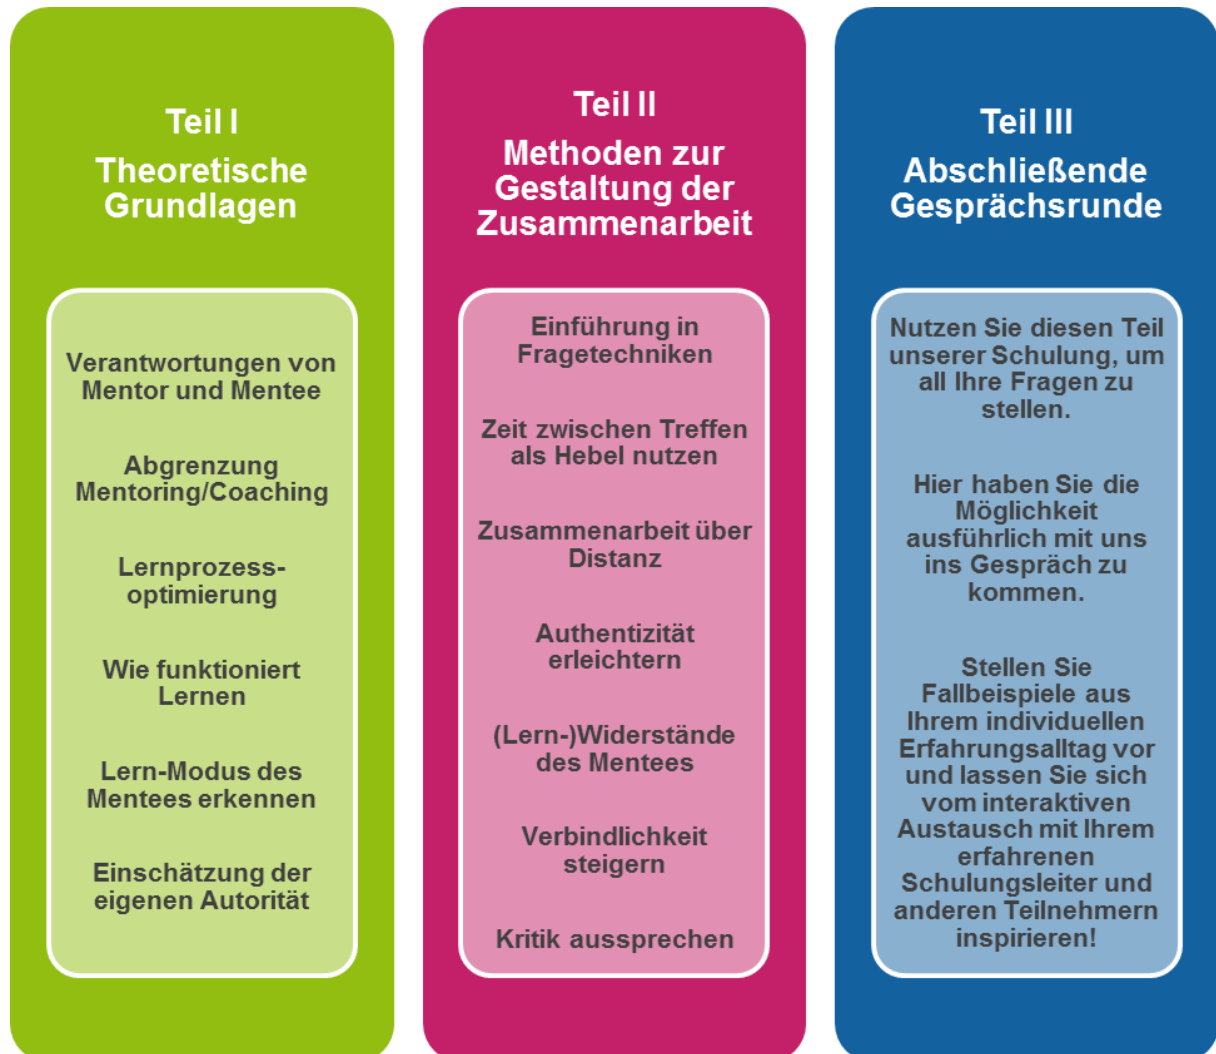 Teil I
Theoretische
Grundlagen
Verantwortungen von
Mentor und Mentee
Abgrenzung
Mentoring/Coaching
Lernprozess-
optimierung
Wie funktioniert
Lernen
Lern-Modus des
Mentees erkennen
Einschätzung der
eigenen Autorität
Teil II
Methoden zur
Gestaltung der
Zusammenarbeit
Einführung in
Fragetechniken
Zeit zwischen Treffen
als Hebel nutzen
Zusammenarbeit über
Distanz
Authentizität
erleichtern
(Lern-)Widerstände
des Mentees
Verbindlichkeit
steigern
Kritik aussprechen
Teil III
Abschließende
Gesprächsrunde
Nutzen Sie diesen Teil
unserer Schulung, um
all Ihre Fragen zu
stellen.
Hier haben Sie die
Möglichkeit
ausführlich mit uns
ins Gespräch zu
kommen.
Stellen Sie
Fallbeispiele aus
Ihrem individuellen
Erfahrungsalltag vor
und lassen Sie sich
vom interaktiven
Austausch mit Ihrem
erfahrenen
Schulungsleiter und
anderen Teilnehmern
inspirieren!